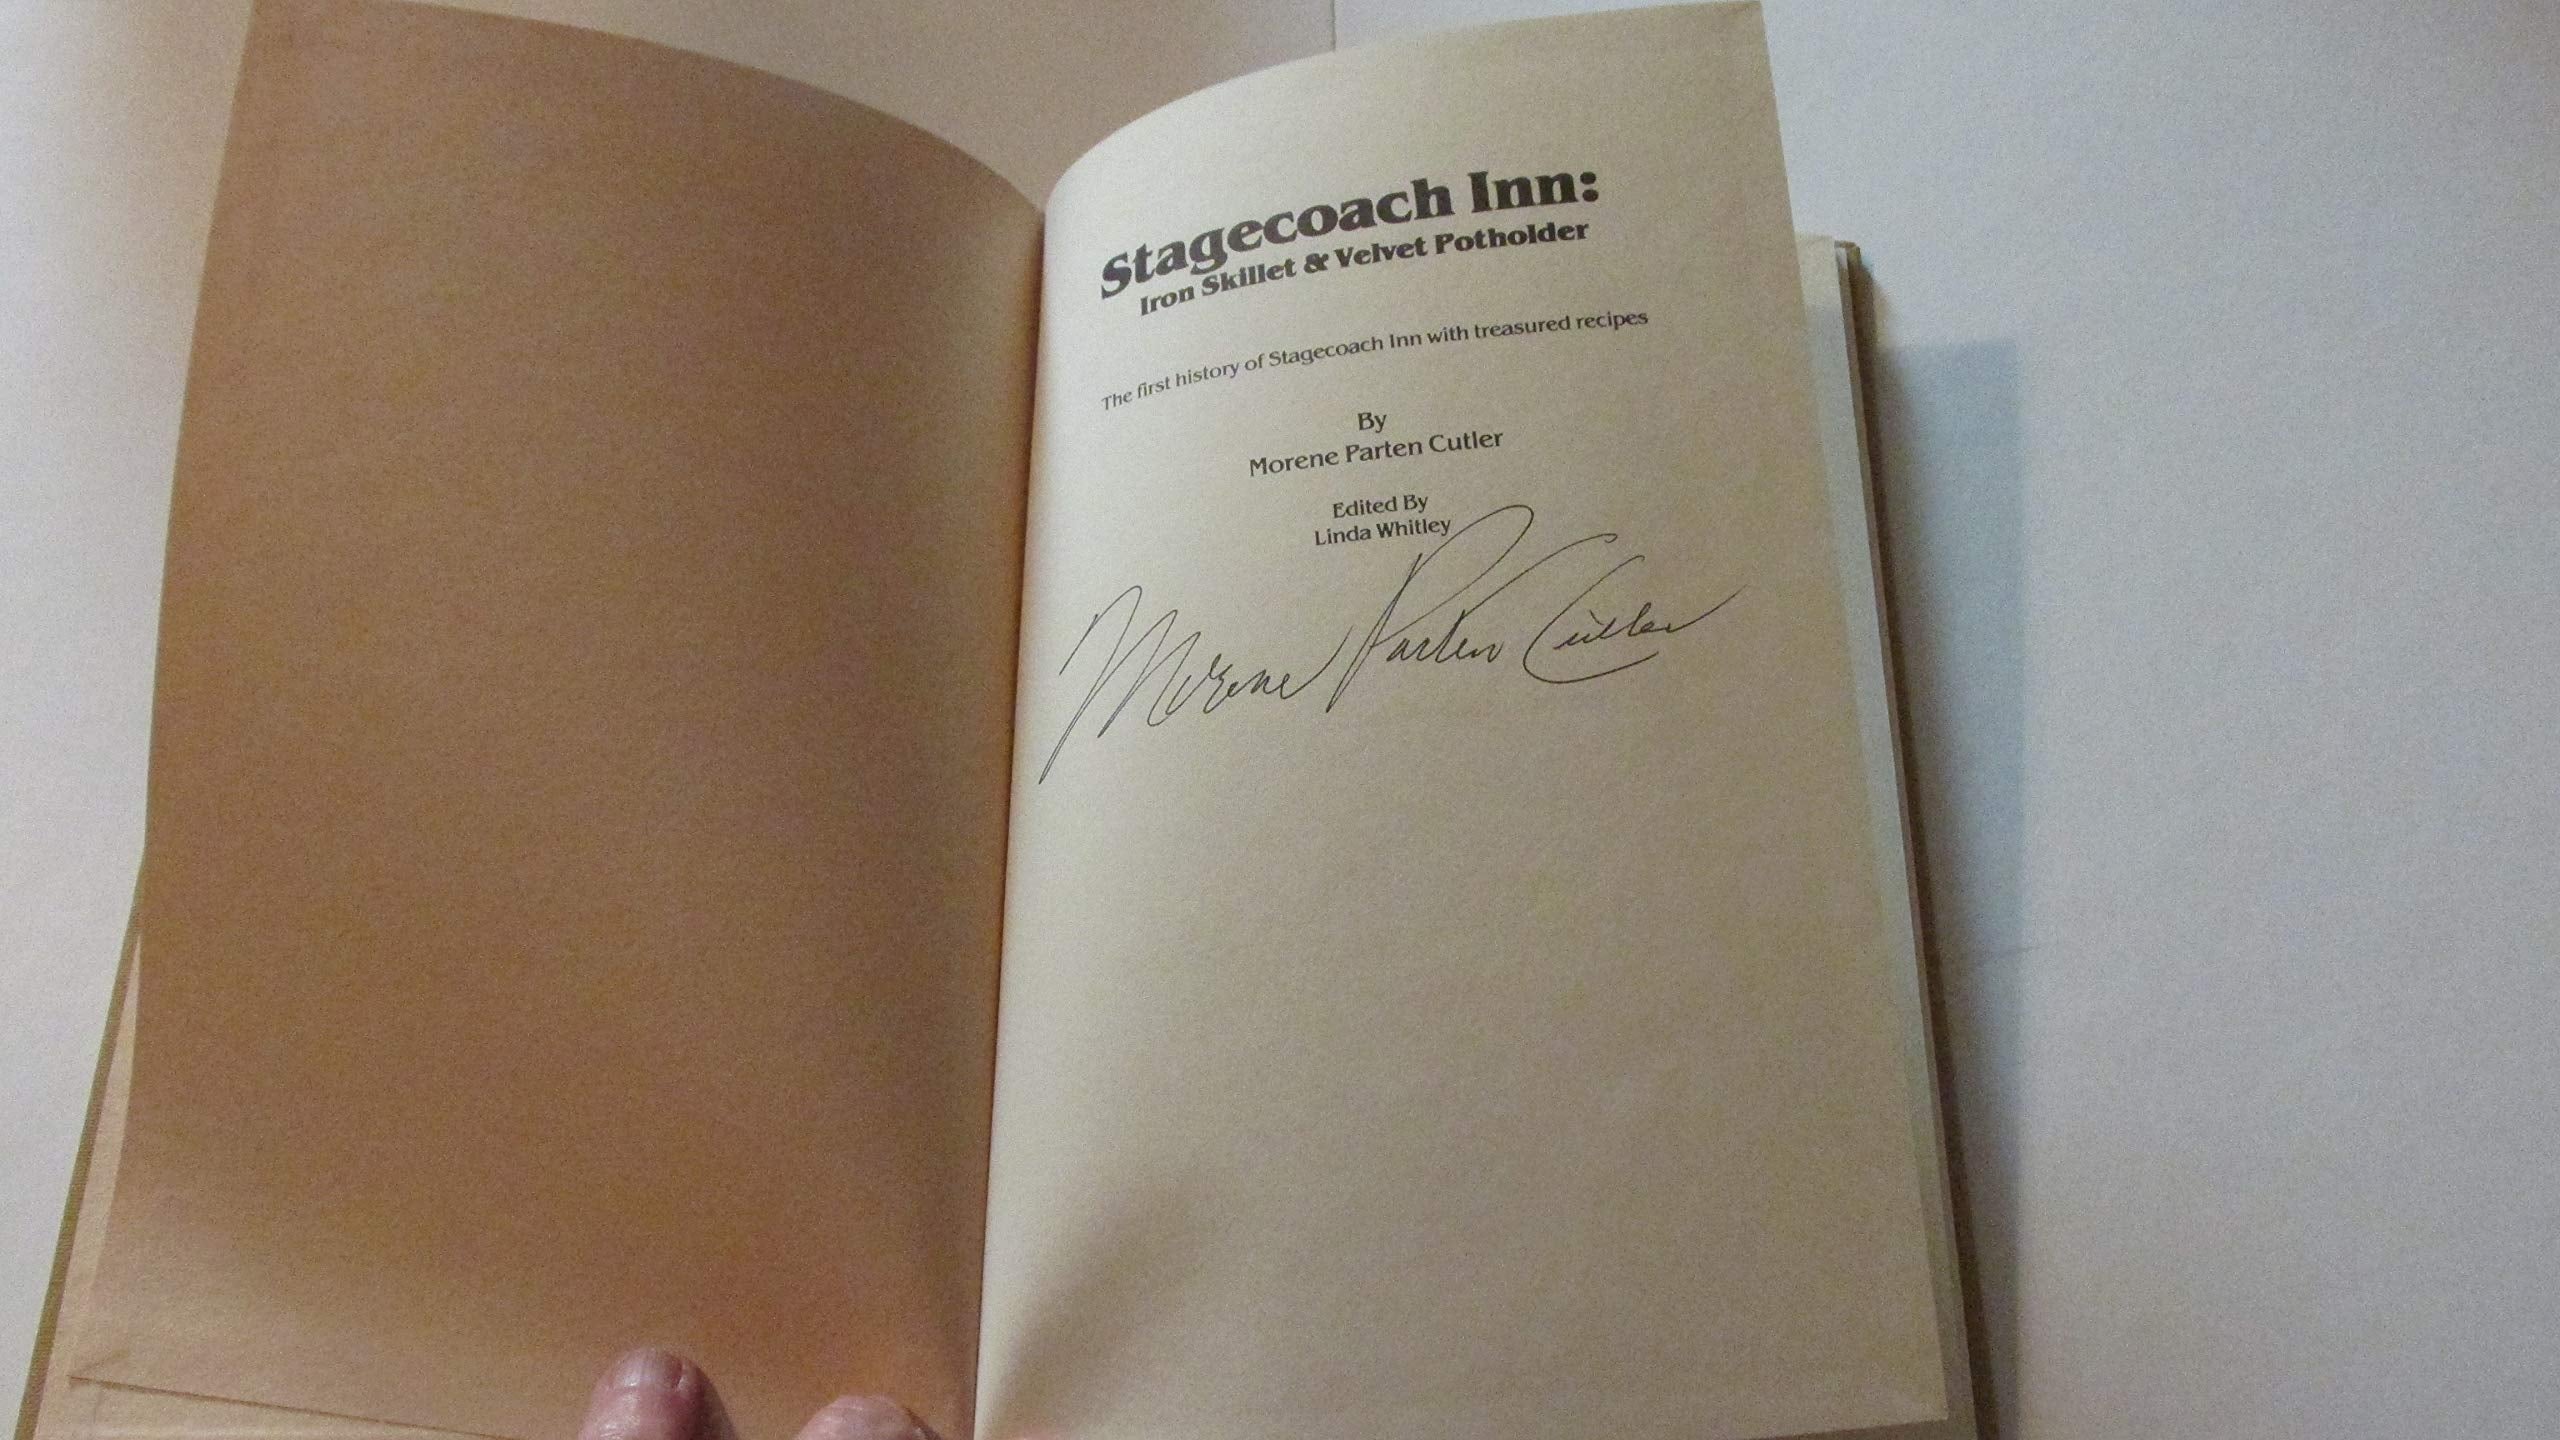 Stagecoach Inn:
Iron Skillet & Velvet Potholder
The first history of Stagecoach Inn with treasured recipes
By
Morene Parten Cutler
Edited By
Linda Whitley
Morene Parten Cutler